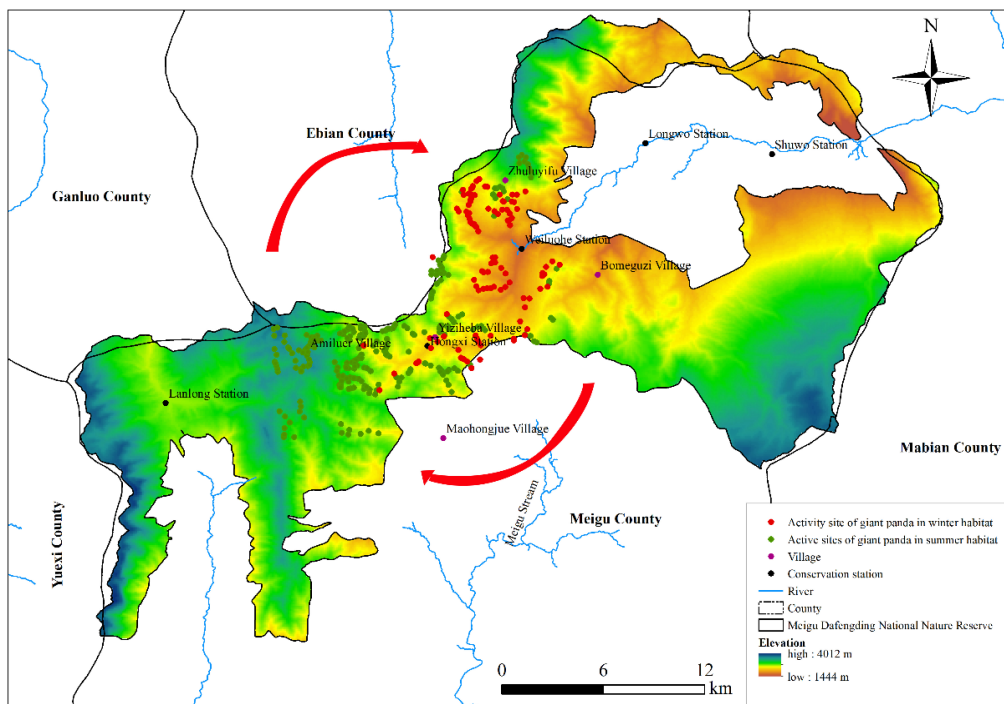 N
Ebian County
Longwo Station
Shuwo Station
Zhuluyifu Village
Ganluo County
Weiluohe Station
Bomeguzi Village
Yiziheba Village
Amiluer Village
Hongxi Station
Lanlong Station
Maohongjue Village
Mabian County
Meigu Stream
Meigu County
Yuexi County
Activity site of giant panda in winter habitat
Active sites of giant panda in summer habitat
Village
Conservation station
River
County
Meigu Dafengding National Nature Reserve
Elevation
high : 4012 m
low : 1444 m
0 6 12
km